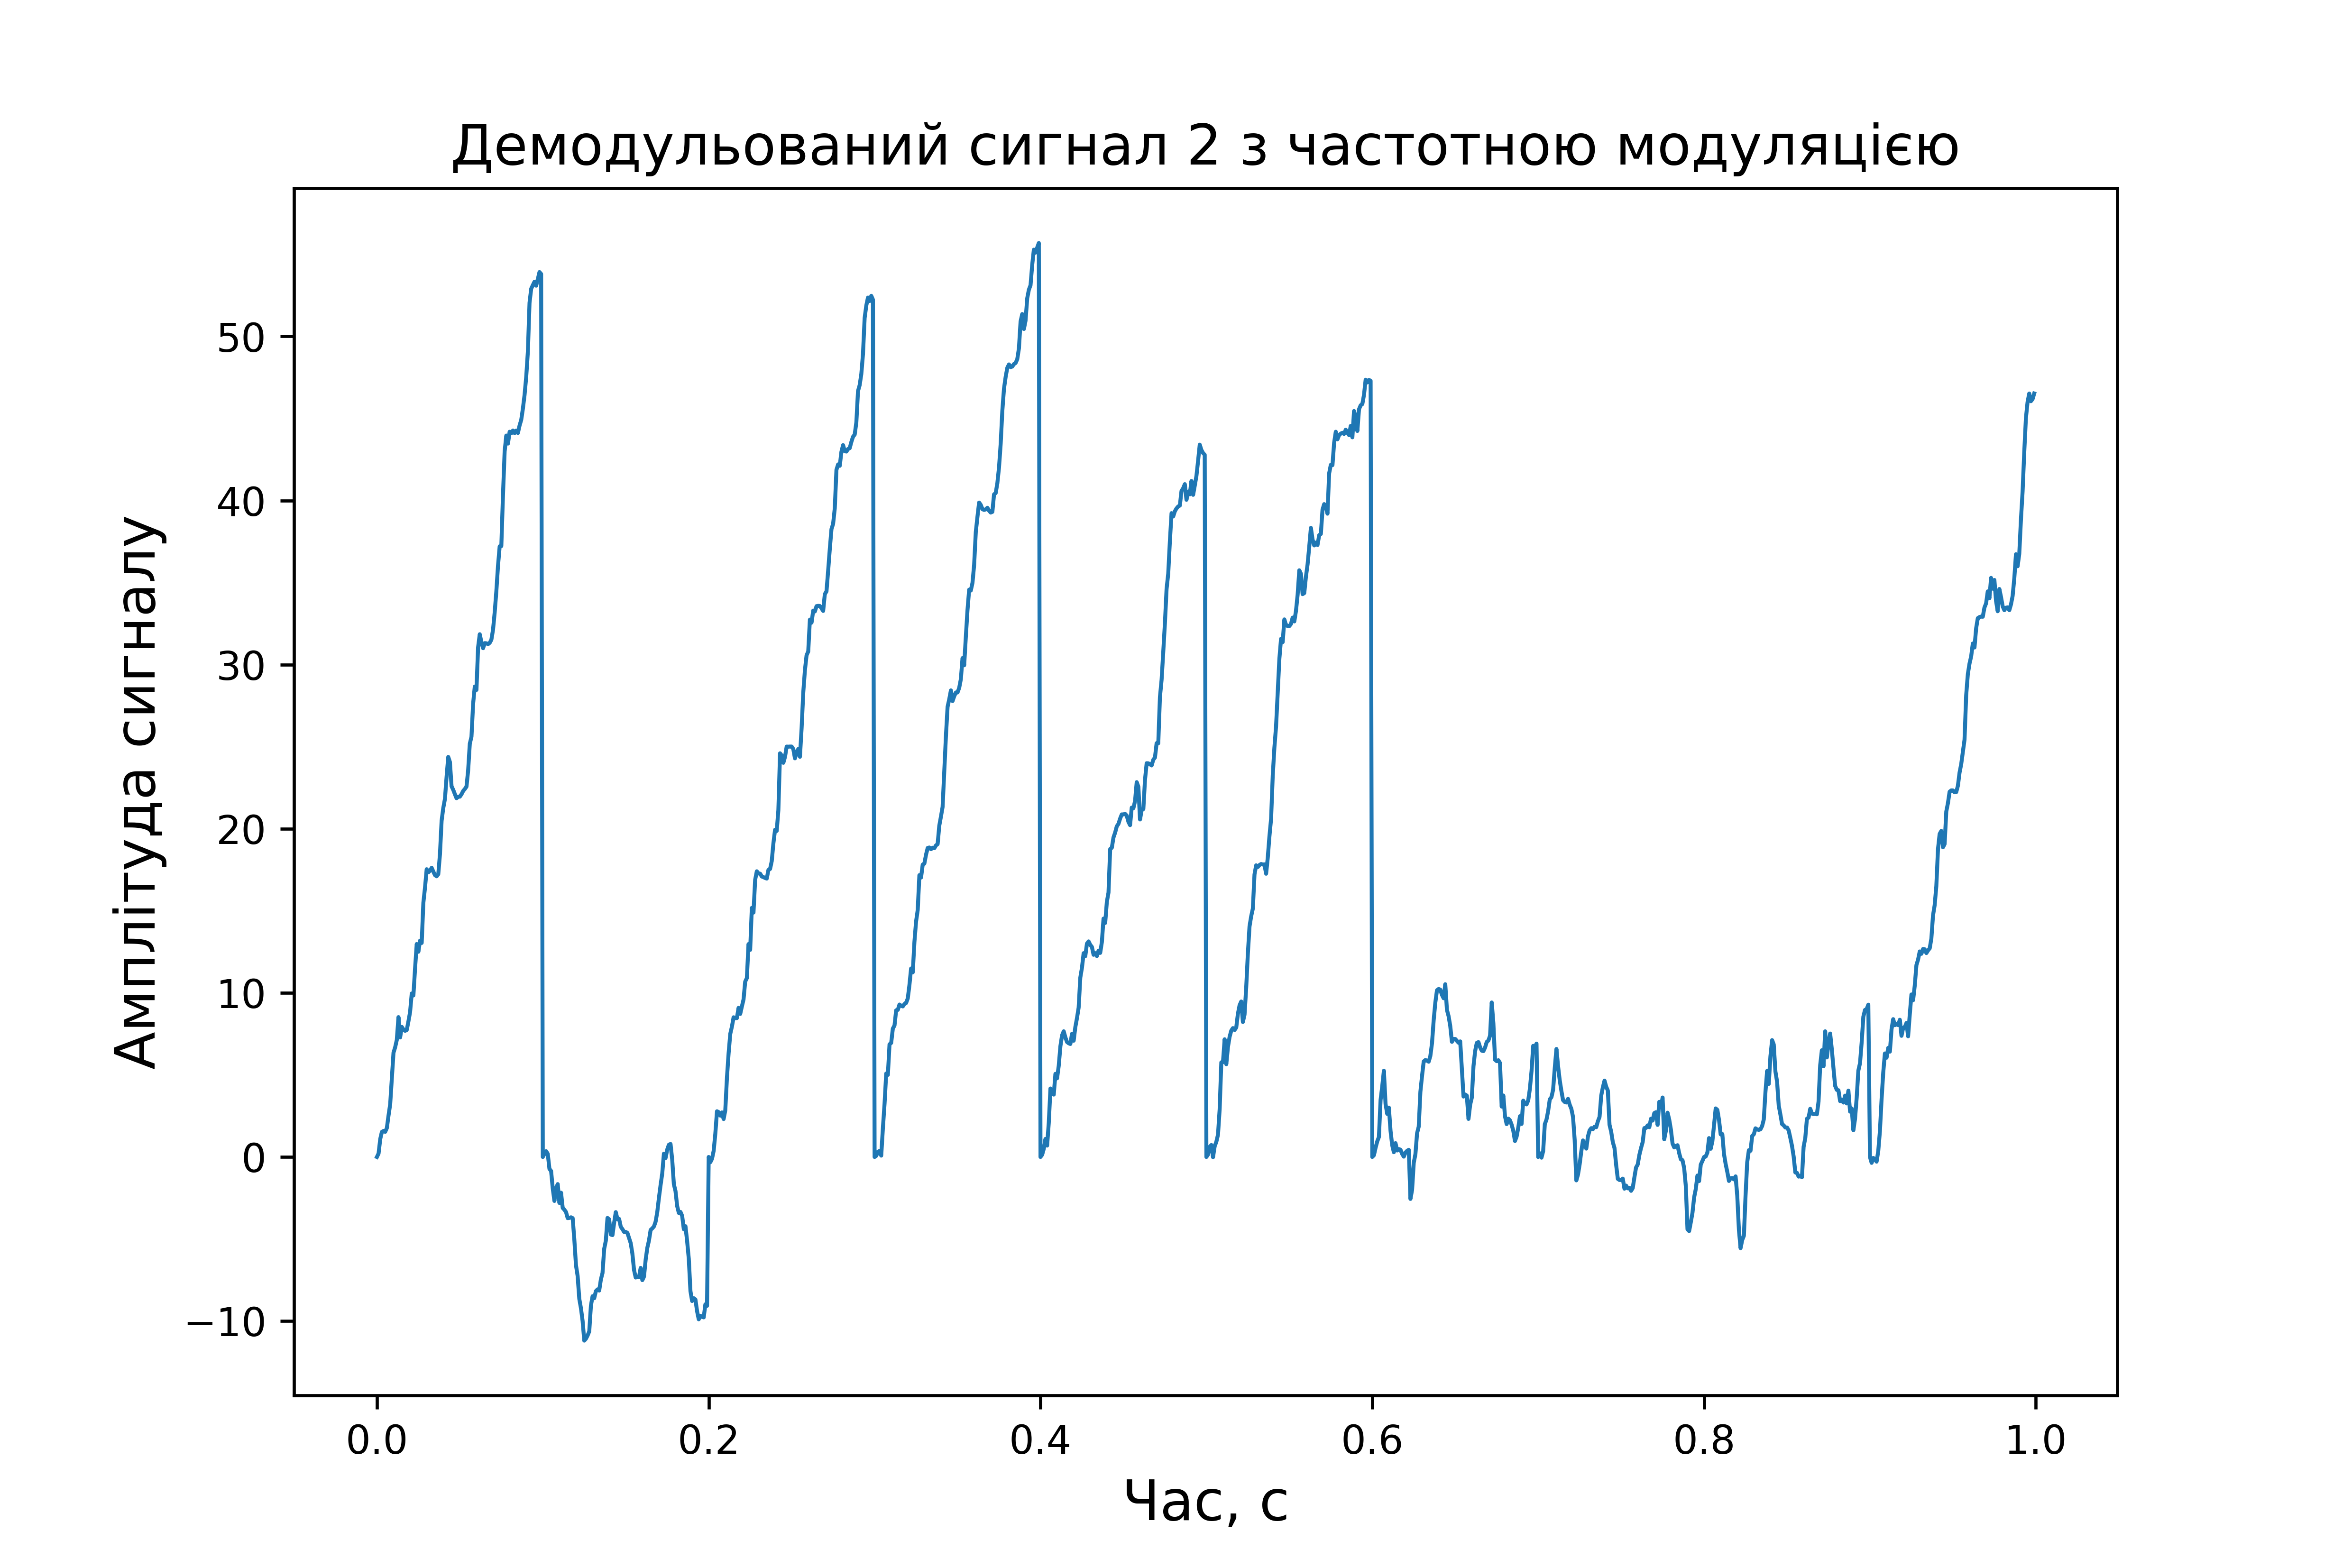 Демодульований сигнал 2 з частотною модуляцією
Амплітуда сигналу
50
40
30
20
10
0
−10
0.0 0.2 0.4 0.6 0.8 1.0
Час, с